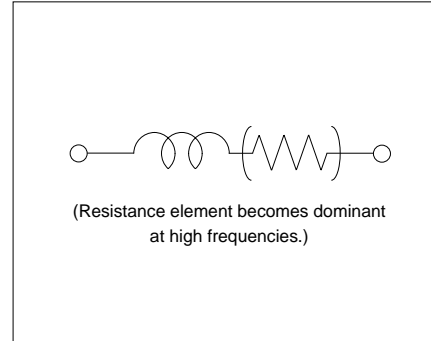 (Resistance element becomes dominant
at high frequencies.)